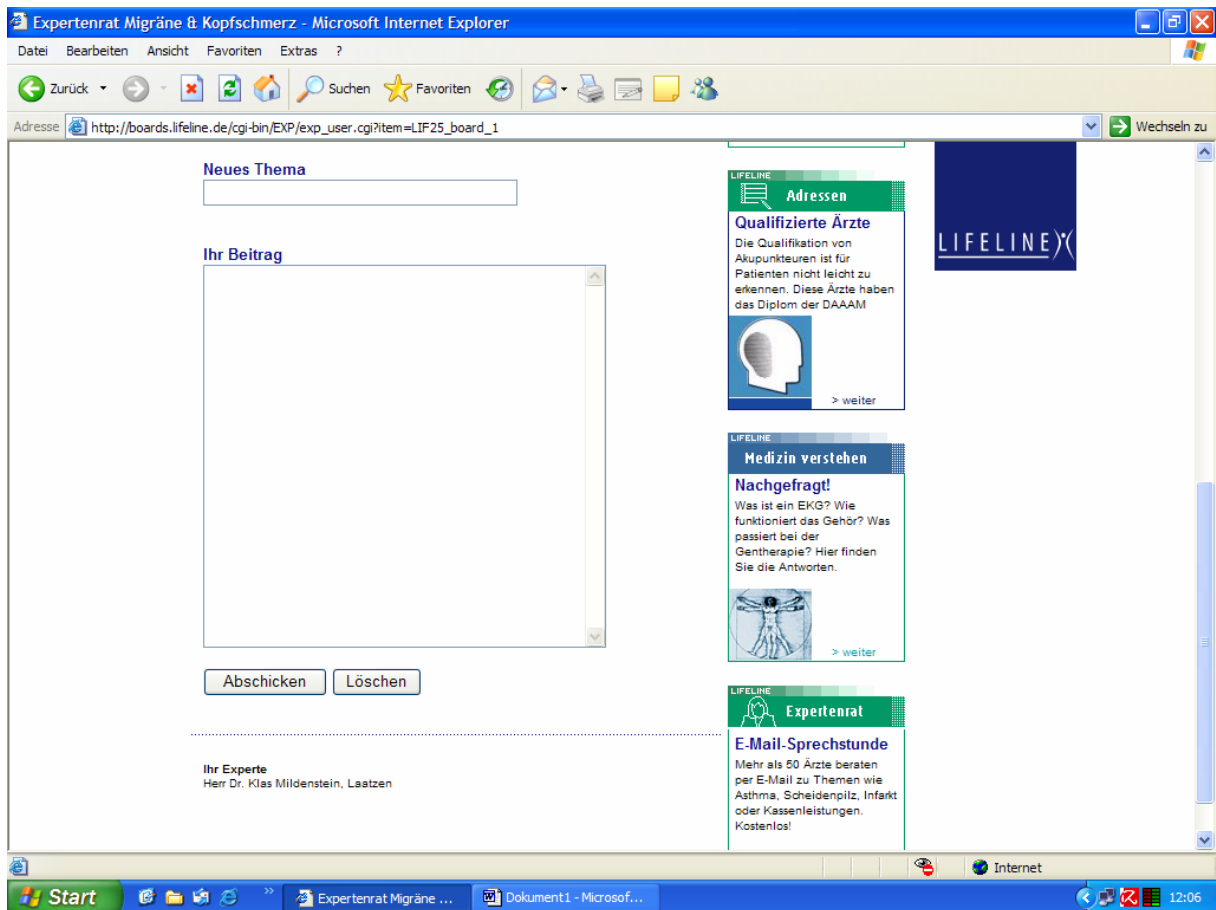 Expertenrat Migräne & Kopfschmerz - Microsoft Internet Explorer
Datei Bearbeiten Ansicht Favoriten Extras ?
Zurück Suchen Favoriten
Adresse http://boards.lifeline.de/cgi-bin/EXP/exp_user.cgi?item=LIF25_board_1 Wechseln zu
Neues Thema
Ihr Beitrag
Abschicken Löschen
Ihr Experte
Herr Dr. Klas Mildenstein, Laatzen
LIFELINE
Adressen
Qualifizierte Ärzte
Die Qualifikation von
Akupunkteuren ist für
Patienten nicht leicht zu
erkennen. Diese Ärzte haben
das Diplom der DAAAM
> weiter
LIFELINE
Medizin verstehen
Nachgefragt!
Was ist ein EKG? Wie
funktioniert das Gehör? Was
passiert bei der
Gentherapie? Hier finden
Sie die Antworten.
> weiter
LIFELINE
Expertenrat
E-Mail-Sprechstunde
Mehr als 50 Ärzte beraten
per E-Mail zu Themen wie
Asthma, Scheidenpilz, Infarkt
oder Kassenleistungen.
Kostenlos!
LIFELINE
Internet
Start » Expertenrat Migräne ... Dokument1 - Microsof... 12:06